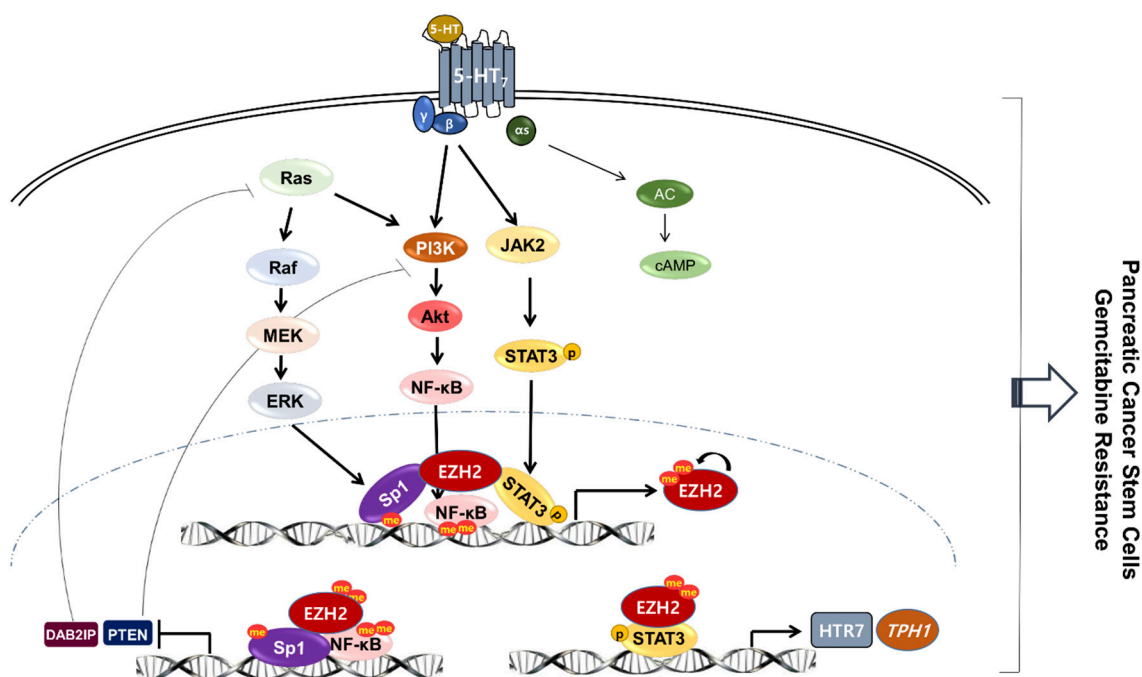 5-HT
5-HT7
γ
β
αs
Ras
AC
PI3K
JAK2
Raf
cAMP
Akt
MEK
STAT3
p
NF-κB
ERK
EZH2
me
me
EZH2
Sp1
STAT3
p
NF-κB
me
me
me
me
me
EZH2
me
me
EZH2
me
me
me
DAB2IP
PTEN
Sp1
NF-κB
p
STAT3
HTR7
TPH1
Pancreatic Cancer Stem Cells
Gemcitabine Resistance